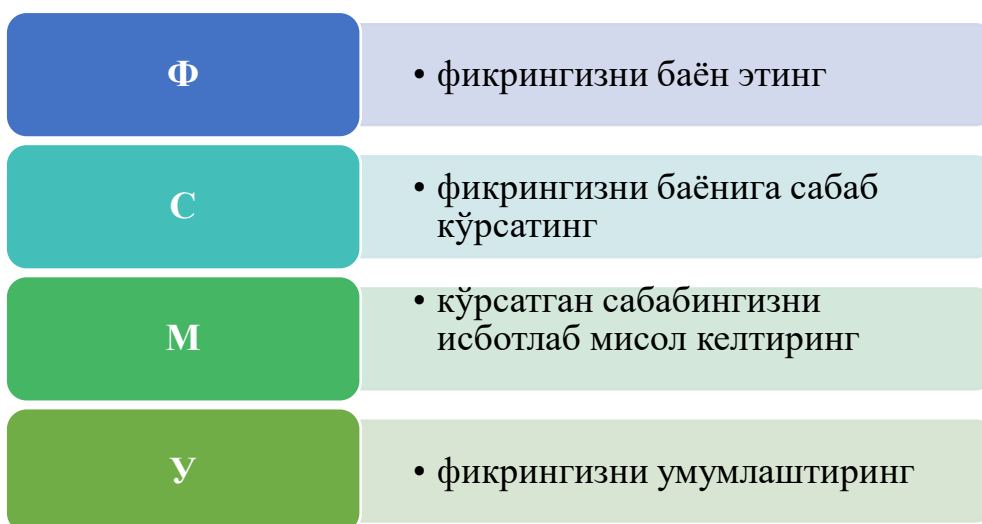 Ф
• фикрингизни баён этинг
С
• фикрингизни баёнига сабаб
кўрсатинг
М
• кўрсатган сабабингизни
исботлаб мисол келтиринг
У
• фикрингизни умумлаштиринг